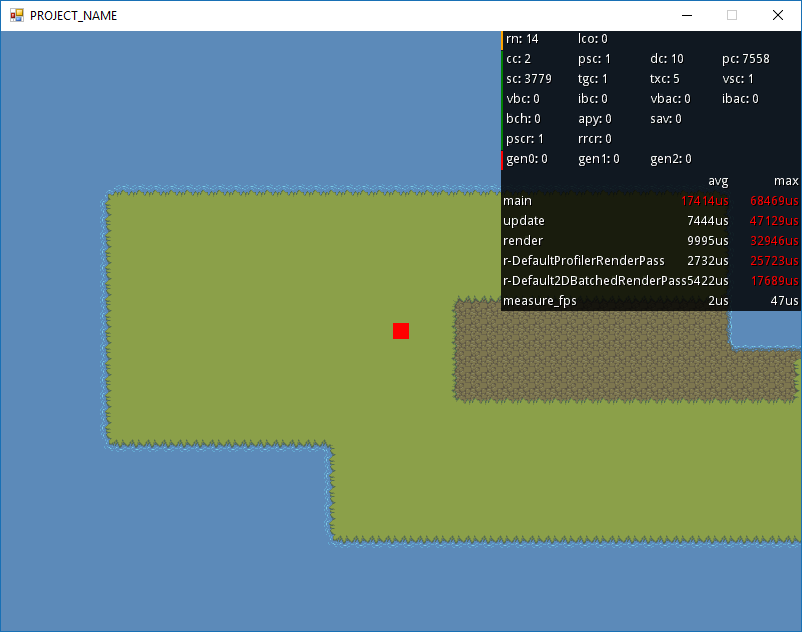 PROJECT_NAME
rn: 14 lco: 0
cc: 2 psc: 1 dc: 10 pc: 7558
sc: 3779 tgc: 1 txc: 5 vsc: 1
vbc: 0 ibc: 0 vbac: 0 ibac: 0
bch: 0 apy: 0 sav: 0
pscr: 1 rrcr: 0
gen0: 0 gen1: 0 gen2: 0
avg max
main 17414us 68469us
update 7444us 47129us
render 9995us 32946us
r-DefaultProfilerRenderPass 2732us 25723us
r-Default2DBatchedRenderPass5422us 17689us
measure_fps 2us 47us